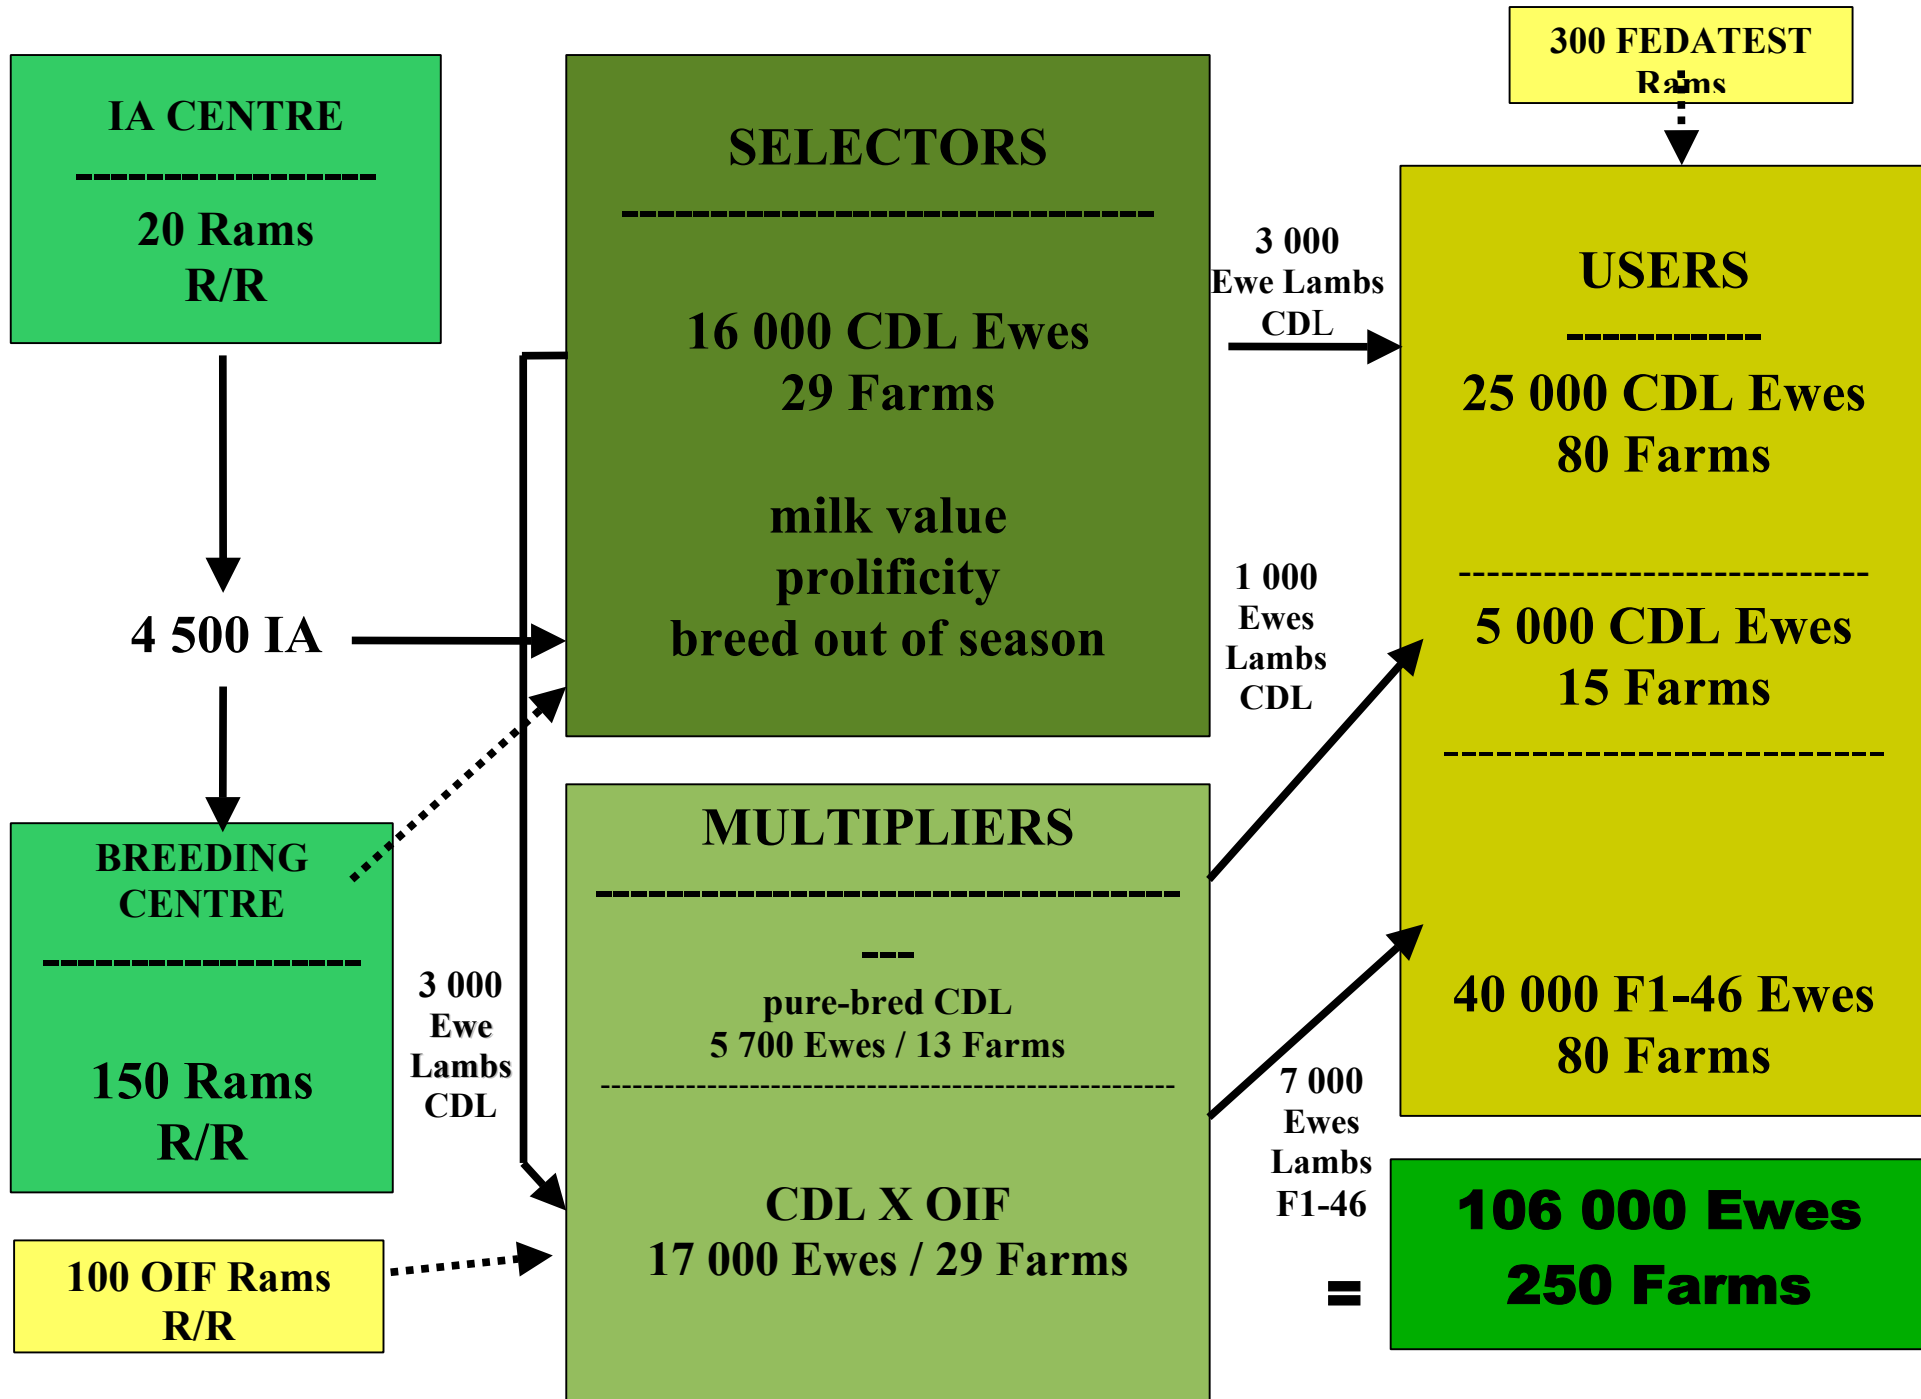 IA CENTRE
20 Rams
R/R
4 500 IA
BREEDING
CENTRE
150 Rams
R/R
100 OIF Rams
R/R
3 000
Ewe
Lambs
CDL
SELECTORS
16 000 CDL Ewes
29 Farms
milk value
prolificity
breed out of season
MULTIPLIERS
pure-bred CDL
5 700 Ewes / 13 Farms
CDL X OIF
17 000 Ewes / 29 Farms
3 000
Ewe Lambs
CDL
1 000
Ewes
Lambs
CDL
7 000
Ewes
Lambs
F1-46
300 FEDATEST
Rams
USERS
25 000 CDL Ewes
80 Farms
5 000 CDL Ewes
15 Farms
40 000 F1-46 Ewes
80 Farms
=
106 000 Ewes
250 Farms